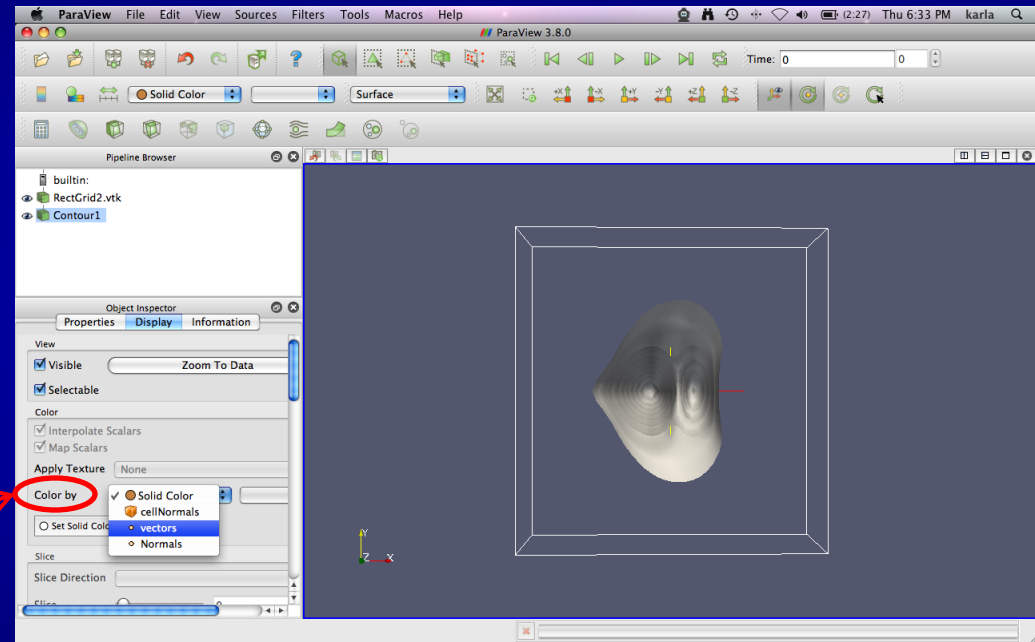 ParaView File Edit View Sources Filters Tools Macros Help (2:27) Thu 6:33 PM karla
ParaView 3.8.0
Time: 0 0
Solid Color Surface +X -X +Y -Y +Z -Z
Pipeline Browser
builtin:
RectGrid2.vtk
Contour1
Object Inspector
Properties Display Information
View
Visible Zoom To Data
Selectable
Color
Interpolate Scalars
Map Scalars
Apply Texture None
Color by Solid Color
cellNormals
Set Solid Colo vectors
Normals
Slice
Slice Direction
Slice 0
Y
Z X